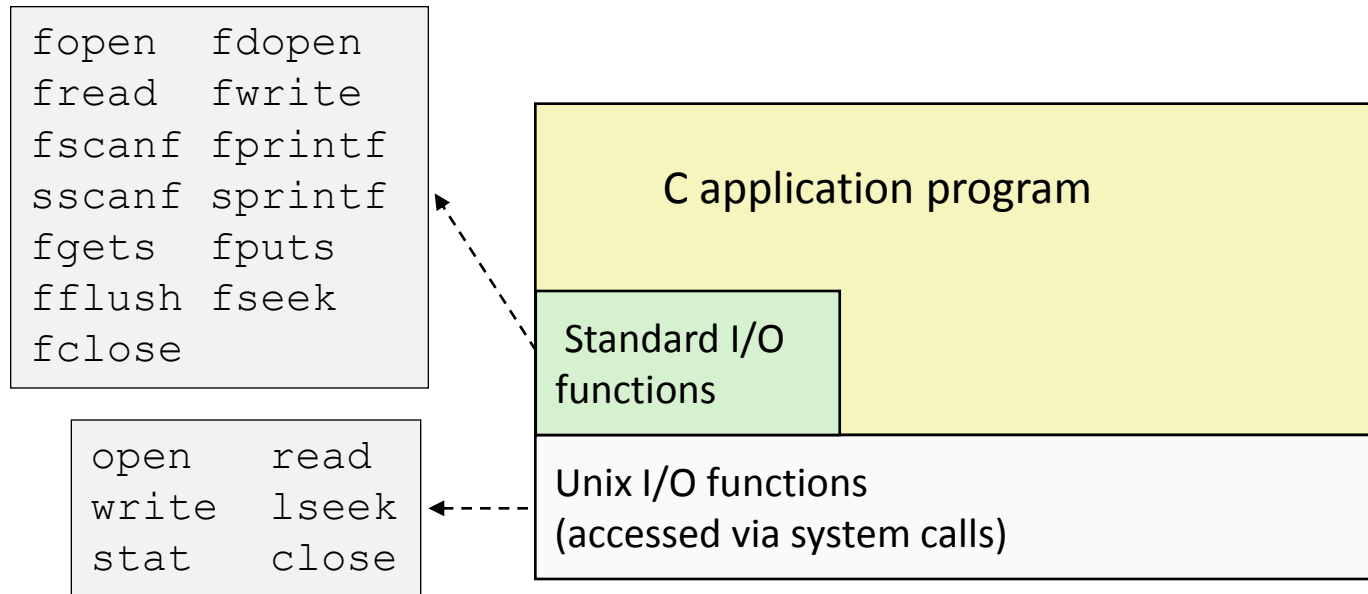 fopen fdopen
fread fwrite
fscanf fprintf
sscanf sprintf
fgets fputs
fflush fseek
fclose
C application program
Standard I/O
functions
open read
write lseek
stat close
Unix I/O functions
(accessed via system calls)